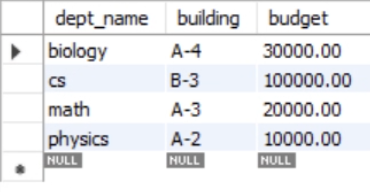 dept_name building budget
biology A-4 30000.00
cs B-3 100000.00
math A-3 20000.00
physics A-2 10000.00
NULL NULL NULL